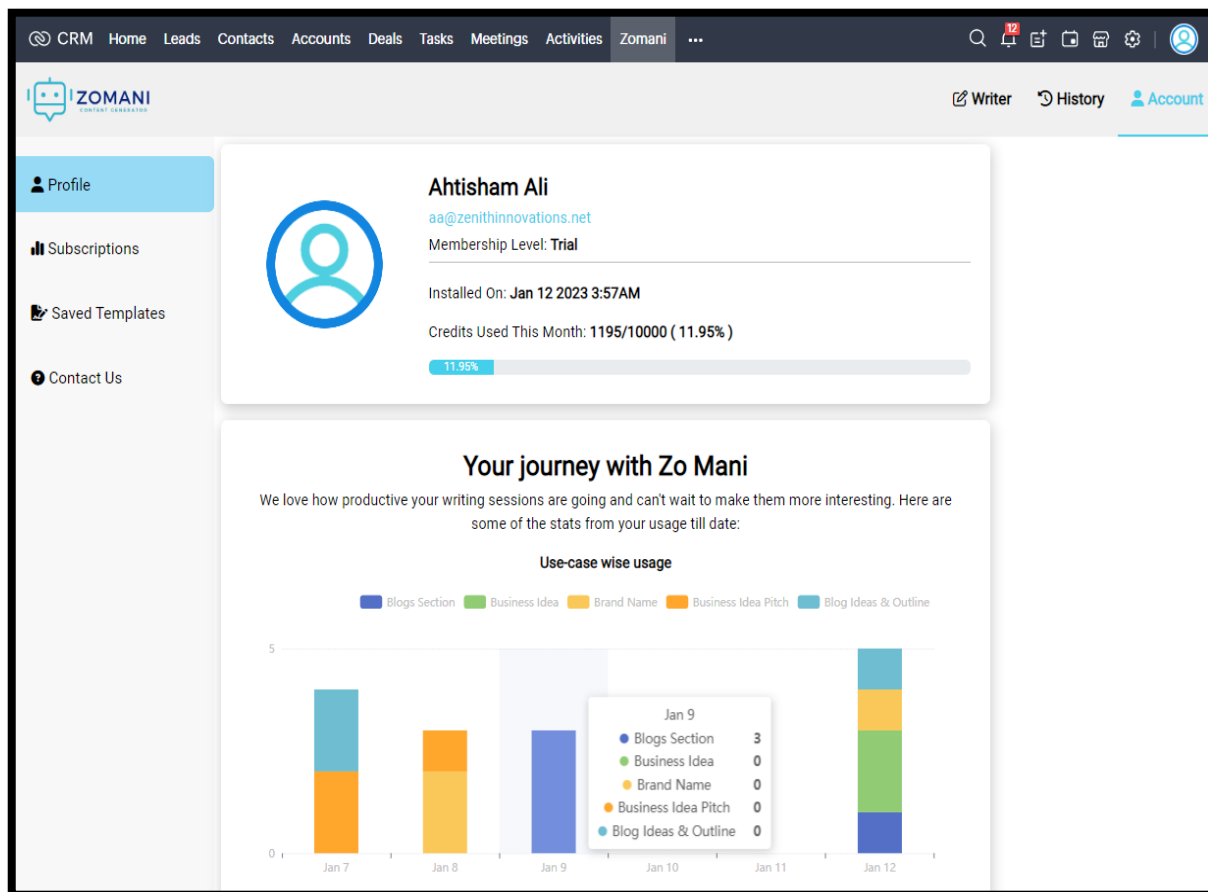 CRM Home Leads Contacts Accounts Deals Tasks Meetings Activities Zomani ... 12
ZOMANI
CONTENT GENERATOR
Writer History Account
Profile
Subscriptions
Saved Templates
Contact Us
Ahtisham Ali
aa@zenithinnovations.net
Membership Level: Trial
Installed On: Jan 12 2023 3:57AM
Credits Used This Month: 1195/10000 ( 11.95% )
11.95%
Your journey with Zo Mani
We love how productive your writing sessions are going and can't wait to make them more interesting. Here are
some of the stats from your usage till date:
Use-case wise usage
Blogs Section Business Idea Brand Name Business Idea Pitch Blog Ideas & Outline
5
Jan 9
Blogs Section 3
Business Idea 0
Brand Name 0
Business Idea Pitch 0
Blog Ideas & Outline 0
0
Jan 7 Jan 8 Jan 9 Jan 10 Jan 11 Jan 12